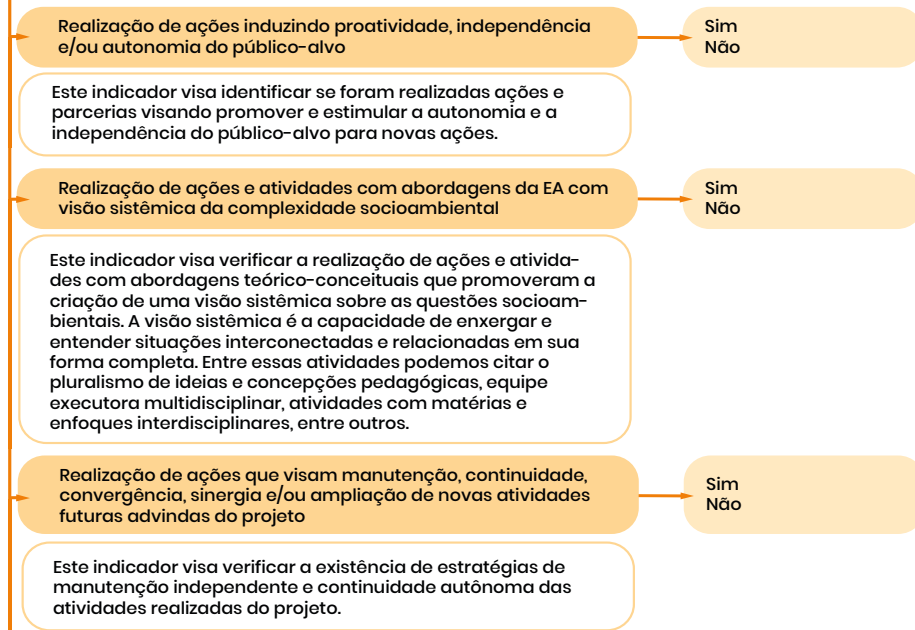 Realização de ações induzindo proatividade, independência
e/ou autonomia do público-alvo
Sim
Não
Este indicador visa identificar se foram realizadas ações e
parcerias visando promover e estimular a autonomia e a
independência do público-alvo para novas ações.
Realização de ações e atividades com abordagens da EA com
visão sistêmica da complexidade socioambiental
Sim
Não
Este indicador visa verificar a realização de ações e ativida-
des com abordagens teórico-conceituais que promoveram a
criação de uma visão sistêmica sobre as questões socioam-
bientais. A visão sistêmica é a capacidade de enxergar e
entender situações interconectadas e relacionadas em sua
forma completa. Entre essas atividades podemos citar o
pluralismo de ideias e concepções pedagógicas, equipe
executora multidisciplinar, atividades com matérias e
enfoques interdisciplinares, entre outros.
Realização de ações que visam manutenção, continuidade,
convergência, sinergia e/ou ampliação de novas atividades
futuras advindas do projeto
Sim
Não
Este indicador visa verificar a existência de estratégias de
manutenção independente e continuidade autônoma das
atividades realizadas do projeto.